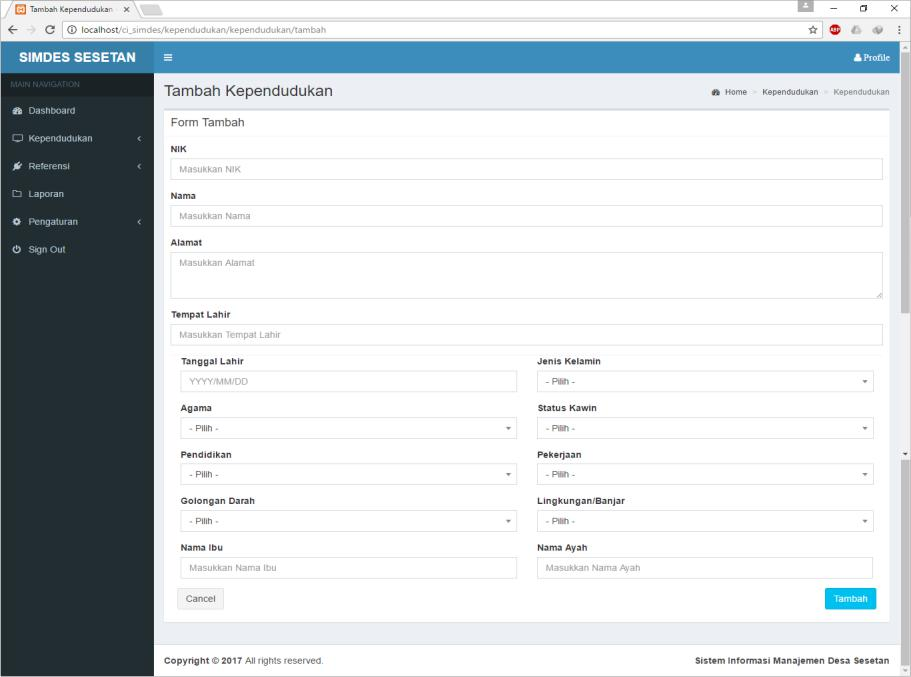 Tambah Kependudukan
localhost/ci_simdes/kependudukan/kependudukan/tambah
ABP
SIMDES SESETAN
Profile
MAIN NAVIGATION
Dashboard
Kependudukan
Referensi
Laporan
Pengaturan
Sign Out
Tambah Kependudukan
Home > Kependudukan > Kependudukan
Form Tambah
NIK
Masukkan NIK
Nama
Masukkan Nama
Alamat
Masukkan Alamat
Tempat Lahir
Masukkan Tempat Lahir
Tanggal Lahir
YYYY/MM/DD
Jenis Kelamin
- Pilih -
Agama
- Pilih -
Status Kawin
- Pilih -
Pendidikan
- Pilih -
Pekerjaan
- Pilih -
Golongan Darah
- Pilih -
Lingkungan/Banjar
- Pilih -
Nama Ibu
Masukkan Nama Ibu
Nama Ayah
Masukkan Nama Ayah
Cancel
Tambah
Copyright © 2017 All rights reserved.
Sistem Informasi Manajemen Desa Sesetan